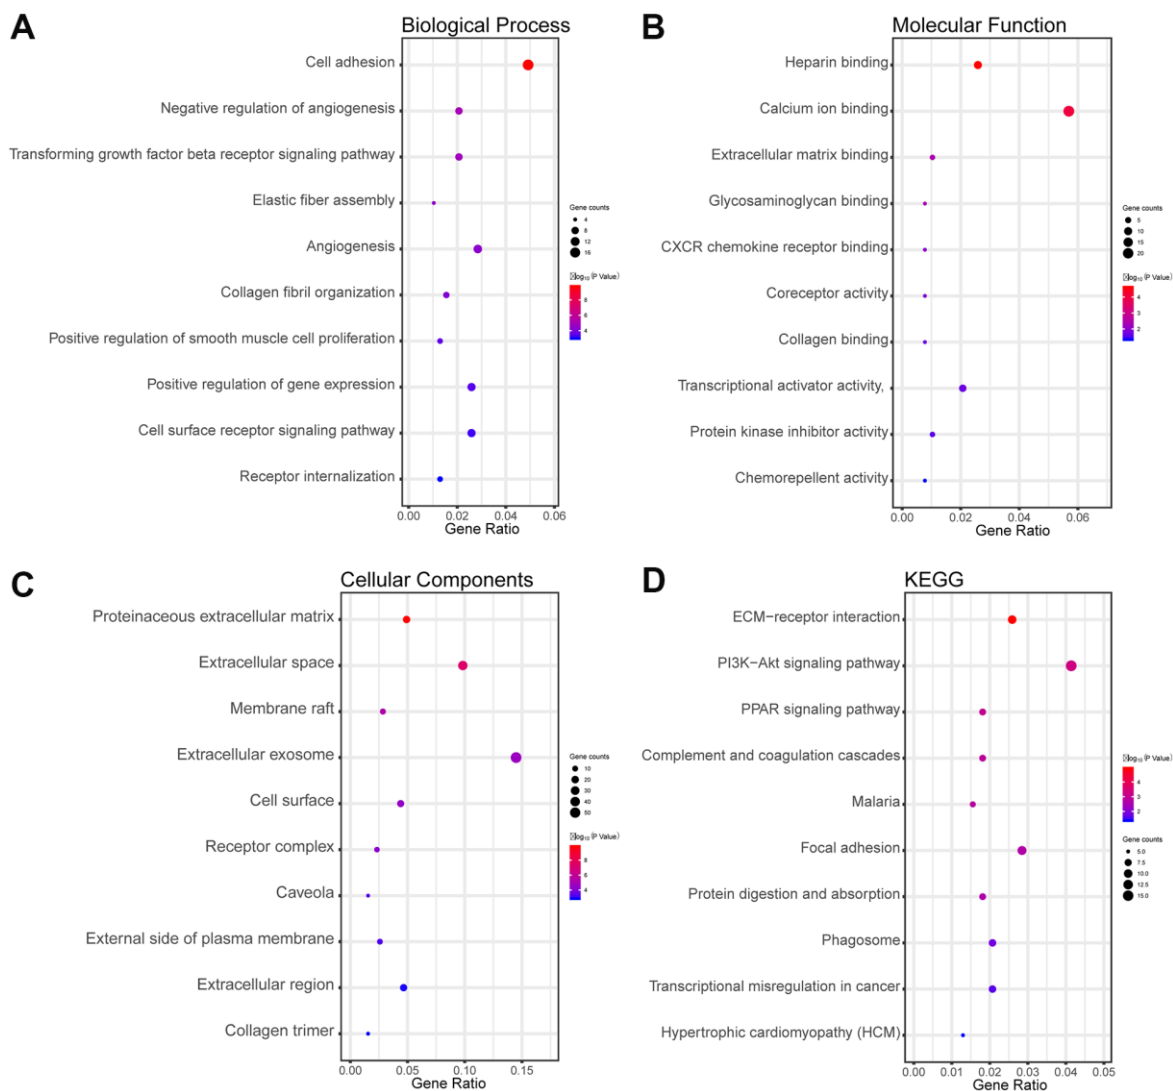 A
Biological Process
Cell adhesion
Negative regulation of angiogenesis
Transforming growth factor beta receptor signaling pathway
Elastic fiber assembly
Angiogenesis
Collagen fibril organization
Positive regulation of smooth muscle cell proliferation
Positive regulation of gene expression
Cell surface receptor signaling pathway
Receptor internalization
0.00 0.02 0.04 0.06
Gene Ratio
Gene counts
4
8
12
16
log10(P Value)
8
6
4
B
Molecular Function
Heparin binding
Calcium ion binding
Extracellular matrix binding
Glycosaminoglycan binding
CXCR chemokine receptor binding
Coreceptor activity
Collagen binding
Transcriptional activator activity,
Protein kinase inhibitor activity
Chemorepellent activity
0.00 0.02 0.04 0.06
Gene Ratio
Gene counts
5
10
15
20
log10(P Value)
4
3
2
C
Cellular Components
Proteinaceous extracellular matrix
Extracellular space
Membrane raft
Extracellular exosome
Cell surface
Receptor complex
Caveola
External side of plasma membrane
Extracellular region
Collagen trimer
0.00 0.05 0.10 0.15
Gene Ratio
Gene counts
10
20
30
40
50
log10(P Value)
8
6
4
D
KEGG
ECM−receptor interaction
PI3K−Akt signaling pathway
PPAR signaling pathway
Complement and coagulation cascades
Malaria
Focal adhesion
Protein digestion and absorption
Phagosome
Transcriptional misregulation in cancer
Hypertrophic cardiomyopathy (HCM)
0.00 0.01 0.02 0.03 0.04 0.05
Gene Ratio
log10(P Value)
4
3
2
Gene counts
5.0
7.5
10.0
12.5
15.0